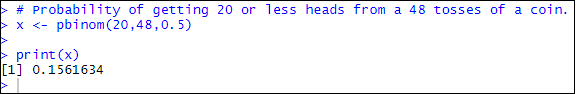 > # Probability of getting 20 or less heads from a 48 tosses of a coin.
> x <- pbinom(20,48,0.5)
>
> print(x)
[1] 0.1561634
>